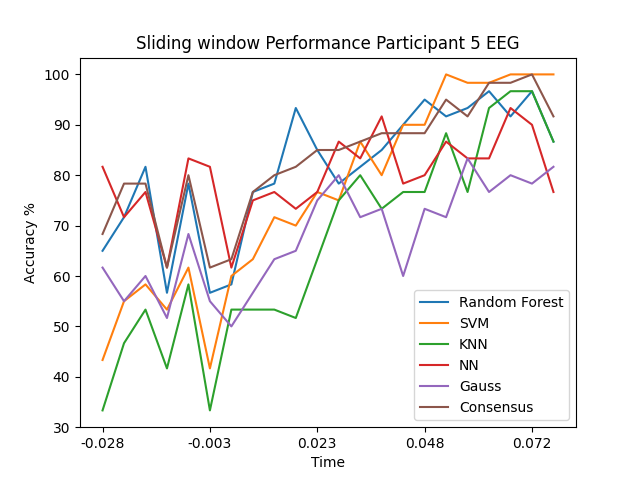 Sliding window Performance Participant 5 EEG
100
90
80
70
60
50
40
30
Accuracy %
-0.028
-0.003
0.023
0.048
0.072
Time
Random Forest
SVM
KNN
NN
Gauss
Consensus